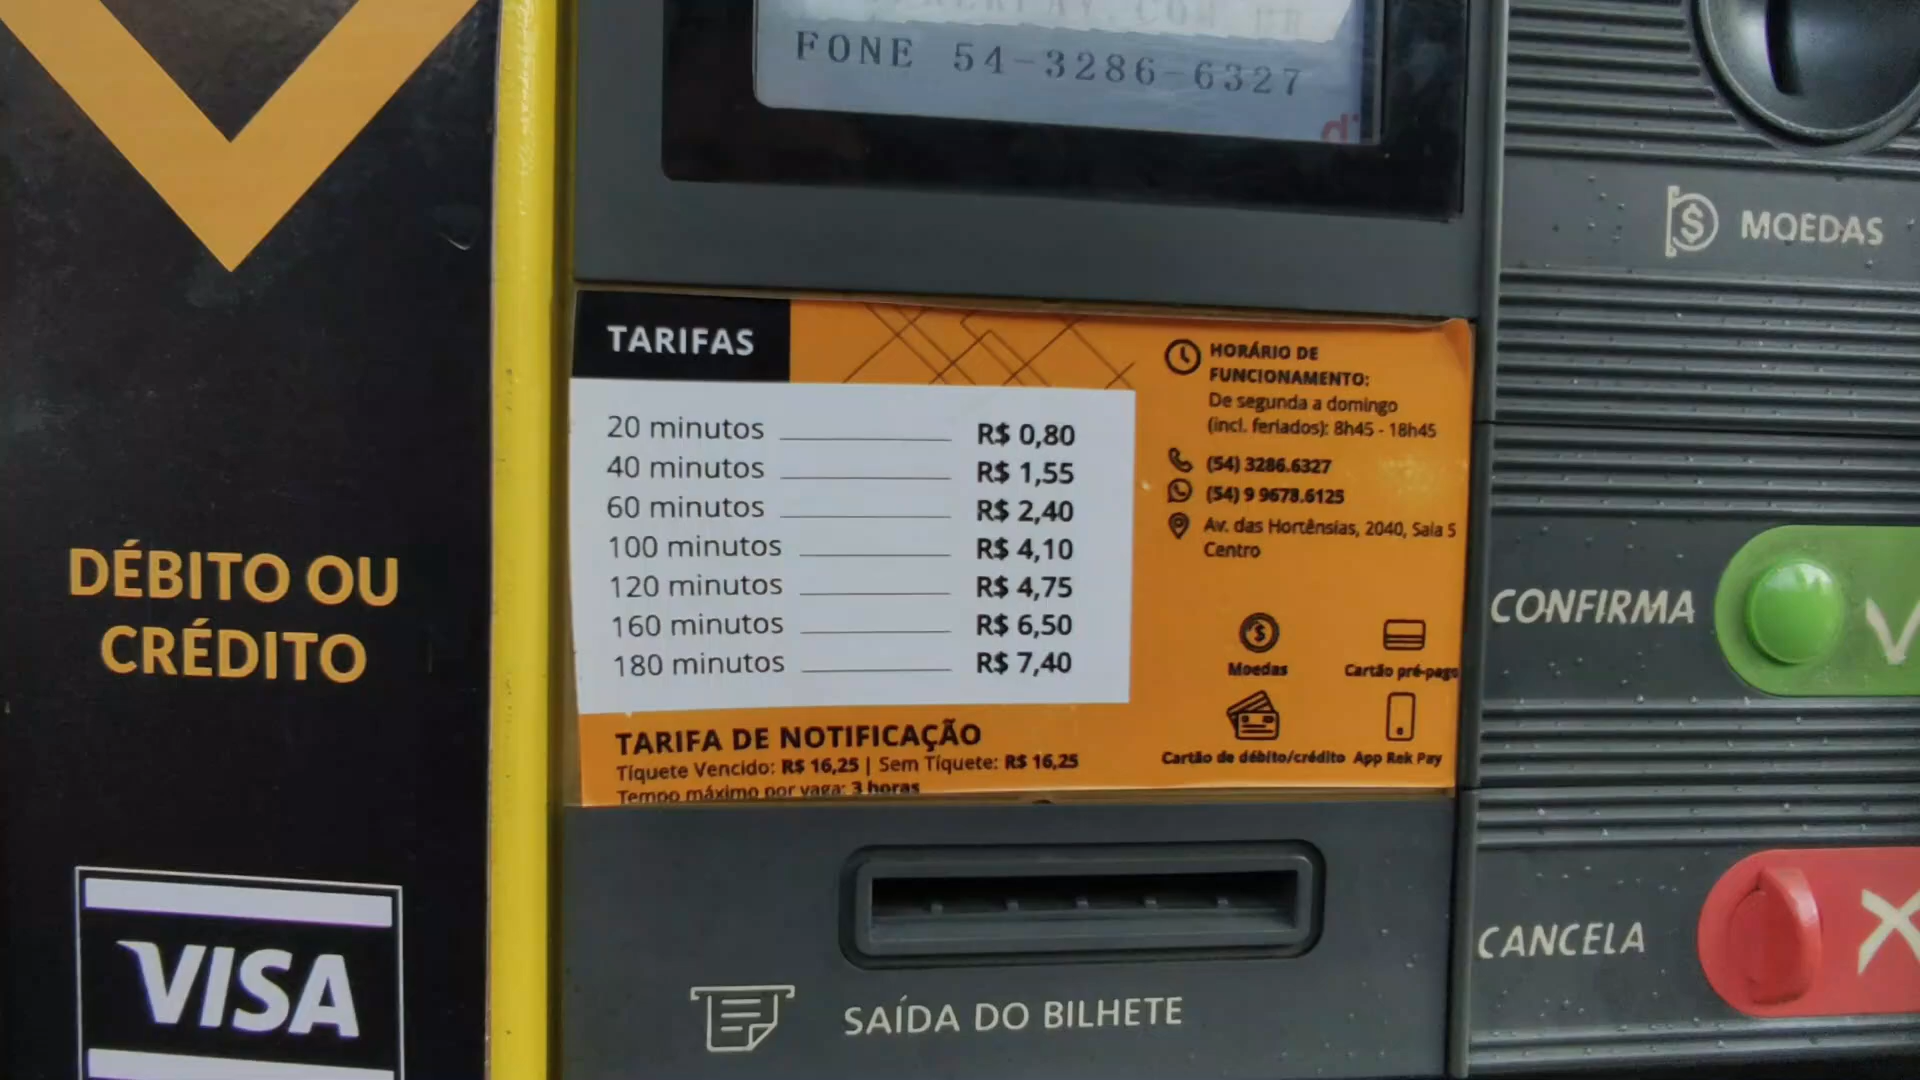 FONE 54-3286-6327
MOEDAS
TARIFAS
20 minutos R$ 0,80
40 minutos R$ 1,55
60 minutos R$ 2,40
100 minutos R$ 4,10
120 minutos R$ 4,75
160 minutos R$ 6,50
180 minutos R$ 7,40
TARIFA DE NOTIFICAÇÃO
Tíquete Vencido: R$ 16,25 | Sem Tíquete: R$ 16,25
Tempo máximo por vaga: 3 horas
HORÁRIO DE
FUNCIONAMENTO:
De segunda a domingo
(incl. feriados): 8h45 - 18h45
(54) 3286.6327
(54) 9 9678.6125
Av. das Hortênsias, 2040, Sala 5
Centro
Moedas
Cartão pré-pago
Cartão de débito/crédito
App Rek Pay
DÉBITO OU
CRÉDITO
VISA
CONFIRMA
CANCELA
SAÍDA DO BILHETE